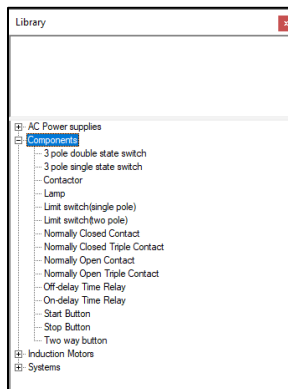 Library
x
AC Power supplies
Components
3 pole double state switch
3 pole single state switch
Contactor
Lamp
Limit switch(single pole)
Limit switch(two pole)
Normally Closed Contact
Normally Closed Triple Contact
Normally Open Contact
Normally Open Triple Contact
Off-delay Time Relay
On-delay Time Relay
Start Button
Stop Button
Two way button
Induction Motors
Systems